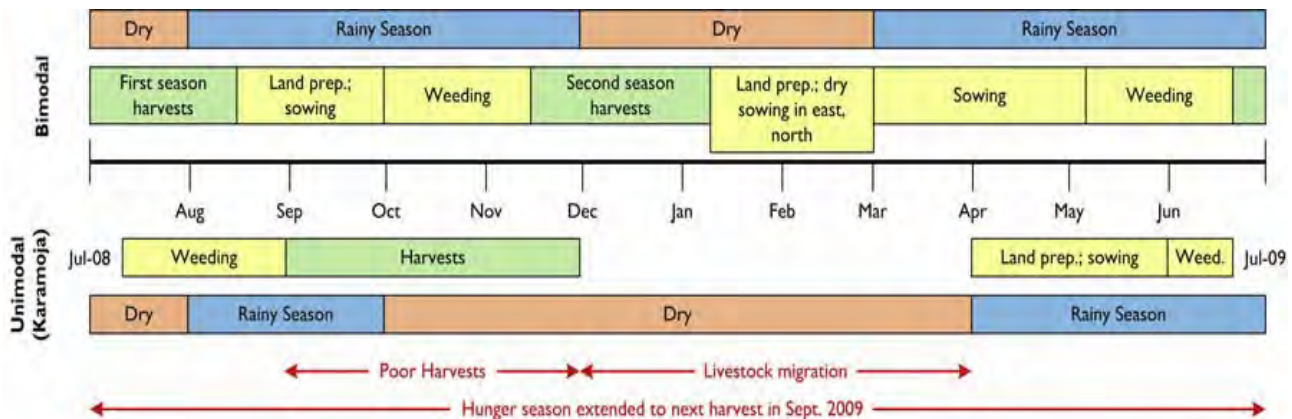 Dry
Rainy Season
Dry
Rainy Season
Bimodal
First season
harvests
Land prep.;
sowing
Weeding
Second season
harvests
Land prep.; dry
sowing in east,
north
Sowing
Weeding
Aug
Sep
Oct
Nov
Dec
Jan
Feb
Mar
Apr
May
Jun
Unimodal
(Karamoja)
Jul-08
Weeding
Harvests
Land prep.; sowing
Weed.
Jul-09
Dry
Rainy Season
Dry
Rainy Season
Poor Harvests
Livestock migration
Hunger season extended to next harvest in Sept. 2009